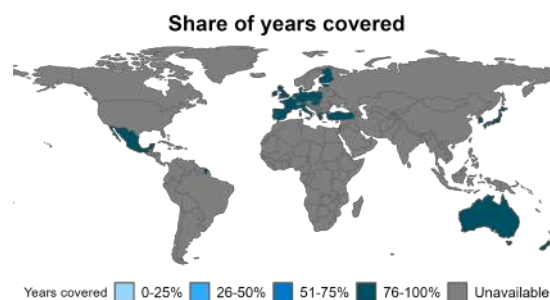 Share of years covered
Years covered 0-25% 26-50% 51-75% 76-100% Unavailable